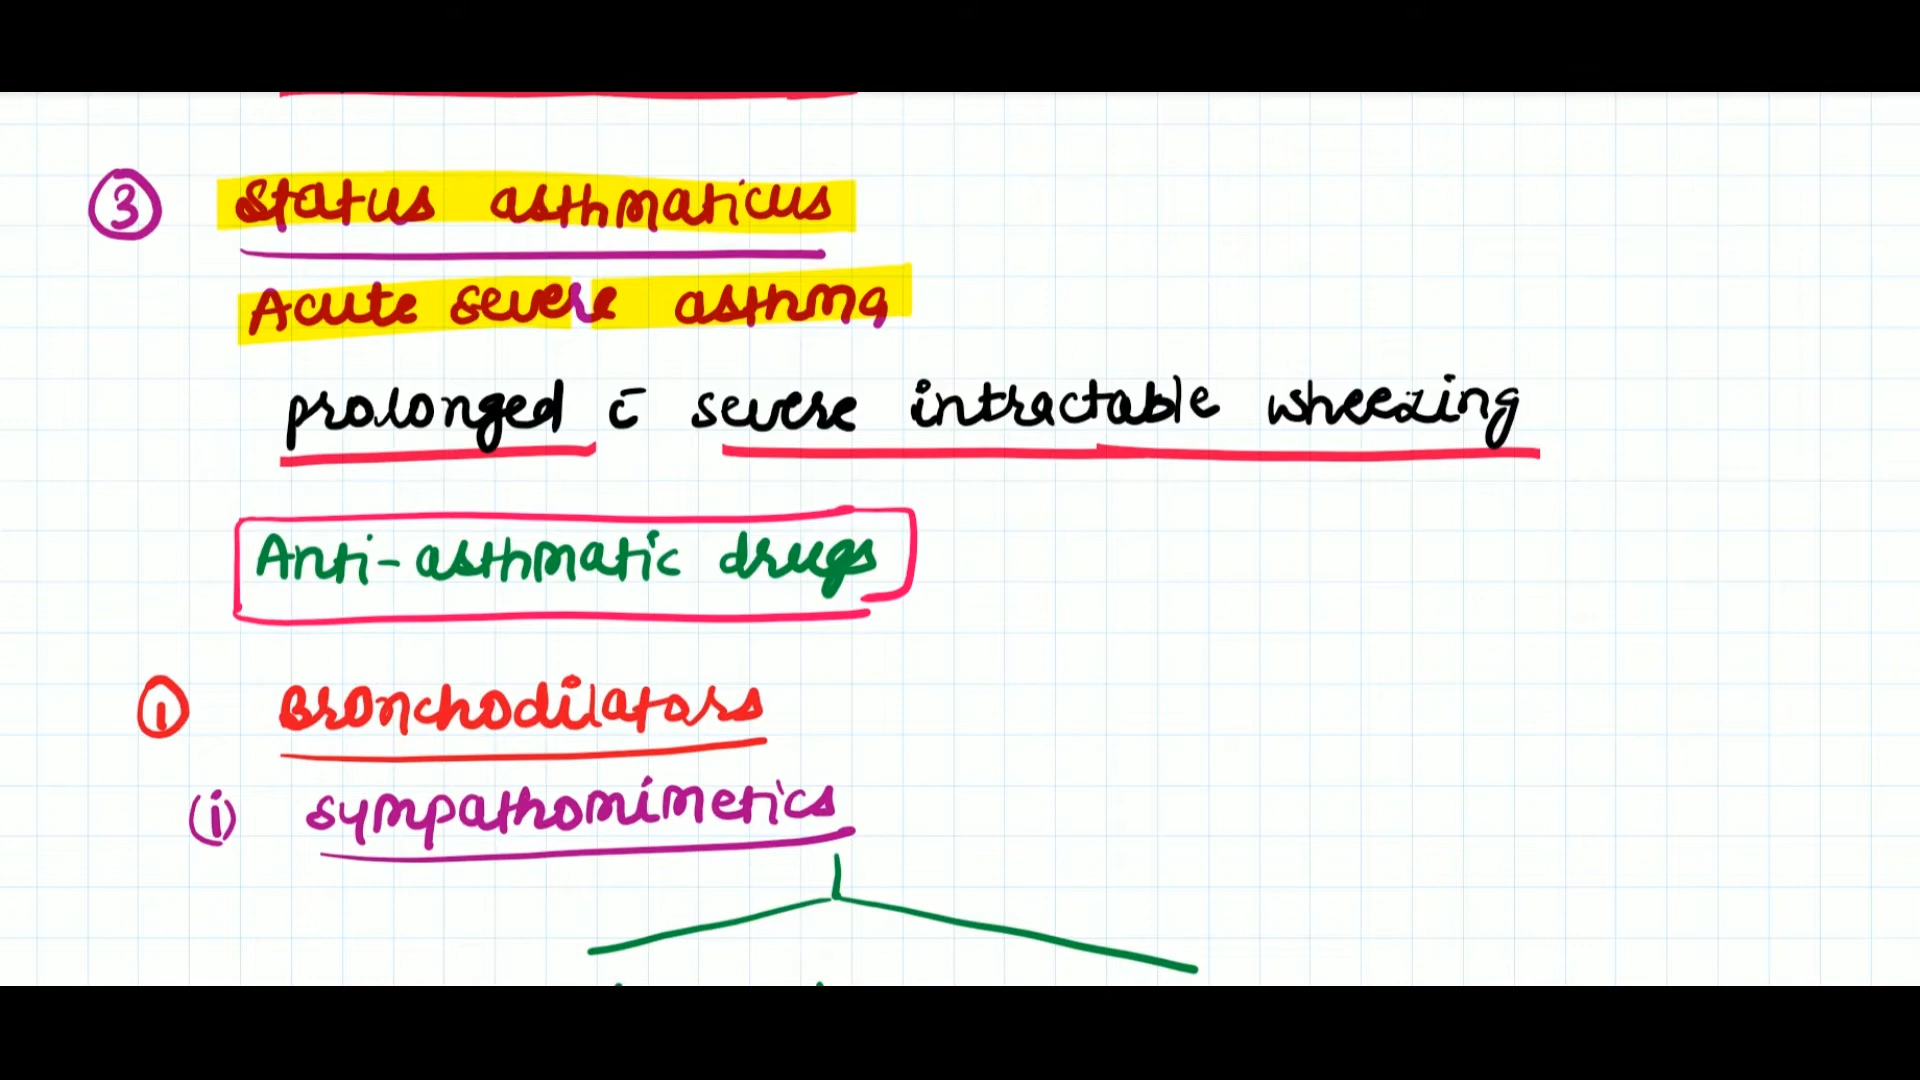 ③ Status asthmaticus
Acute severe asthma
prolonged c̄ severe intractable wheezing
Anti-asthmatic drugs
① Bronchodilators
(i) sympathomimetics